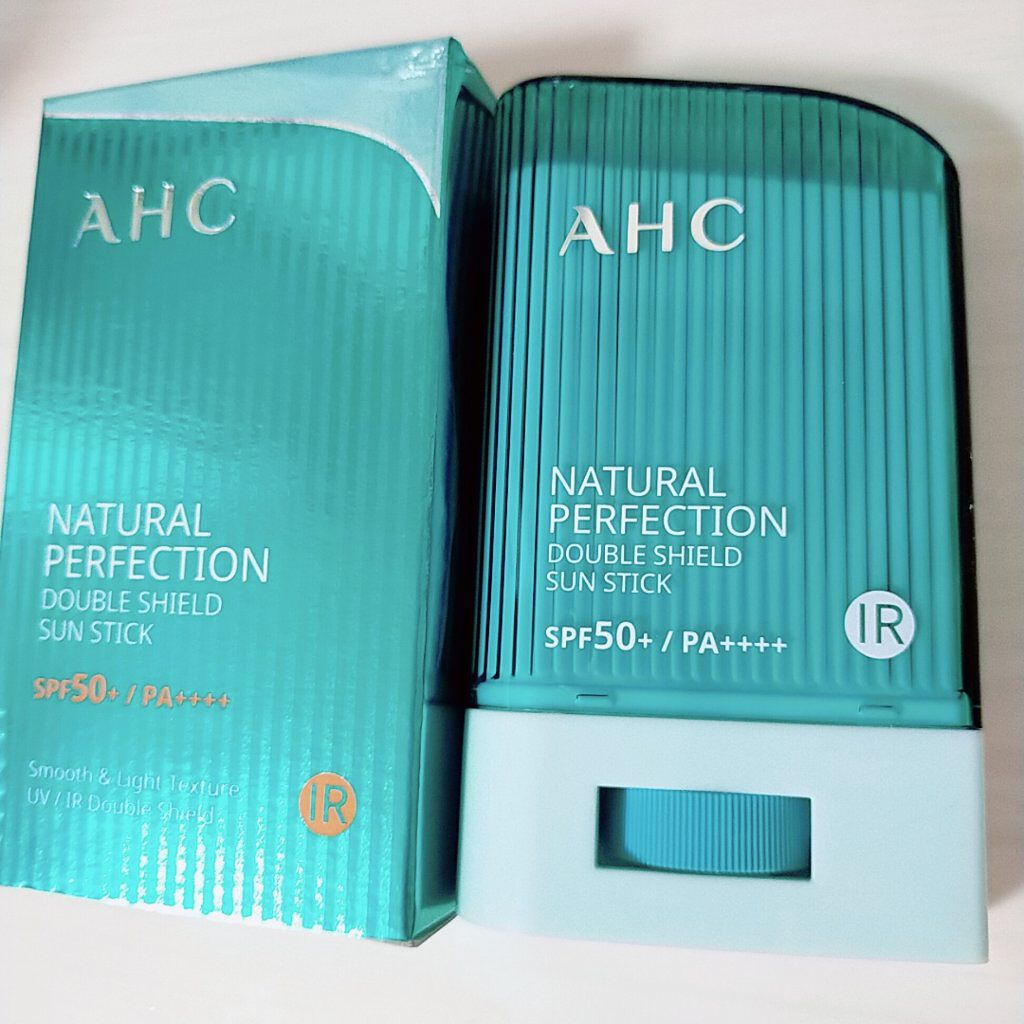 AHC
NATURAL
PERFECTION
DOUBLE SHIELD
SUN STICK
SPF50+ / PA++++
Smooth & Light Texture
UV / IR Double Shield
IR
AHC
NATURAL
PERFECTION
DOUBLE SHIELD
SUN STICK
SPF50+ / PA++++
IR